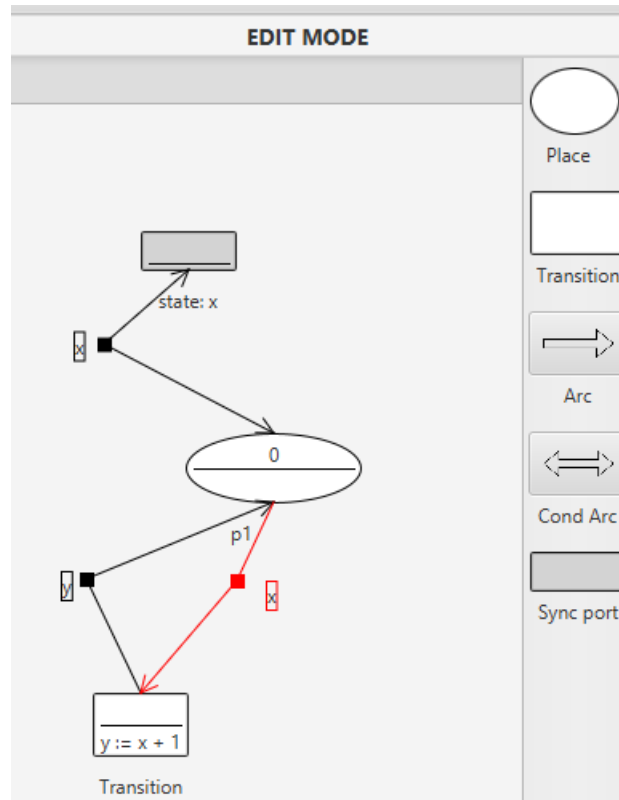 EDIT MODE
Place
Transition
state: x
x
Arc
0
Cond Arc
p1
y
x
Sync port
y := x + 1
Transition